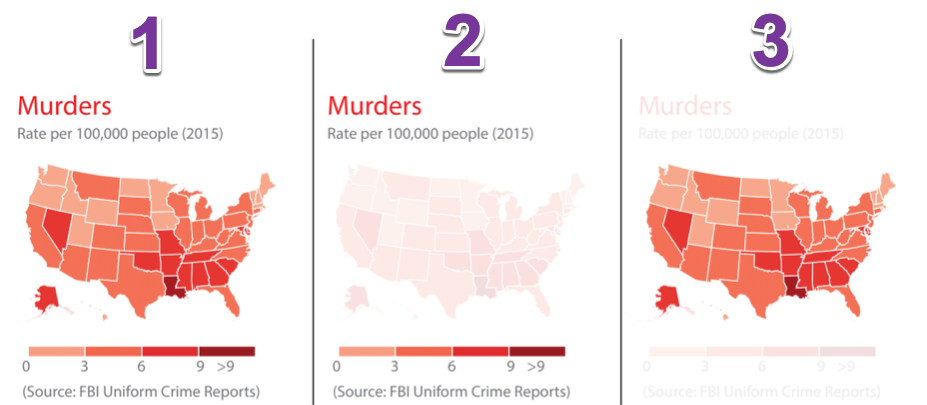 1 2 3
Murders Murders Murders
Rate per 100,000 people (2015) Rate per 100,000 people (2015) Rate per 100,000 people (2015)
0 3 6 9 >9 0 3 6 9 >9 0 3 6 9 >9
(Source: FBI Uniform Crime Reports) (Source: FBI Uniform Crime Reports) (Source: FBI Uniform Crime Reports)